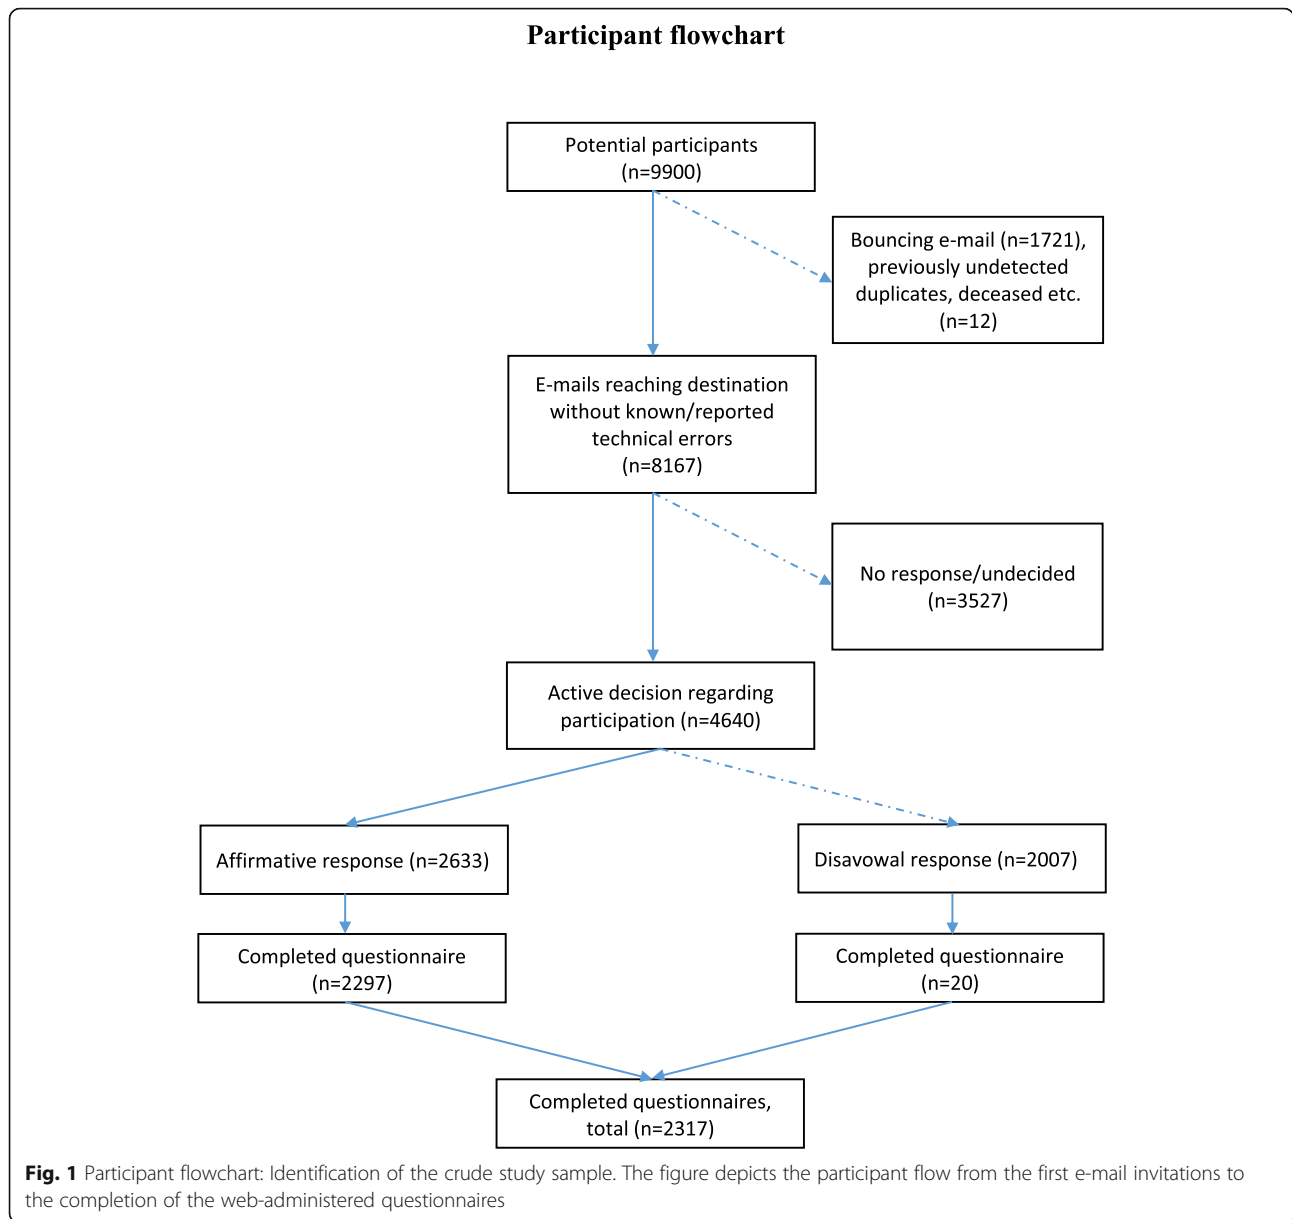 Participant flowchart
Potential participants
(n=9900)
Bouncing e-mail (n=1721),
previously undetected
duplicates, deceased etc.
(n=12)
E-mails reaching destination
without known/reported
technical errors
(n=8167)
No response/undecided
(n=3527)
Active decision regarding
participation (n=4640)
Affirmative response (n=2633)
Disavowal response (n=2007)
Completed questionnaire
(n=2297)
Completed questionnaire
(n=20)
Completed questionnaires,
total (n=2317)
Fig. 1 Participant flowchart: Identification of the crude study sample. The figure depicts the participant flow from the first e-mail invitations to
the completion of the web-administered questionnaires